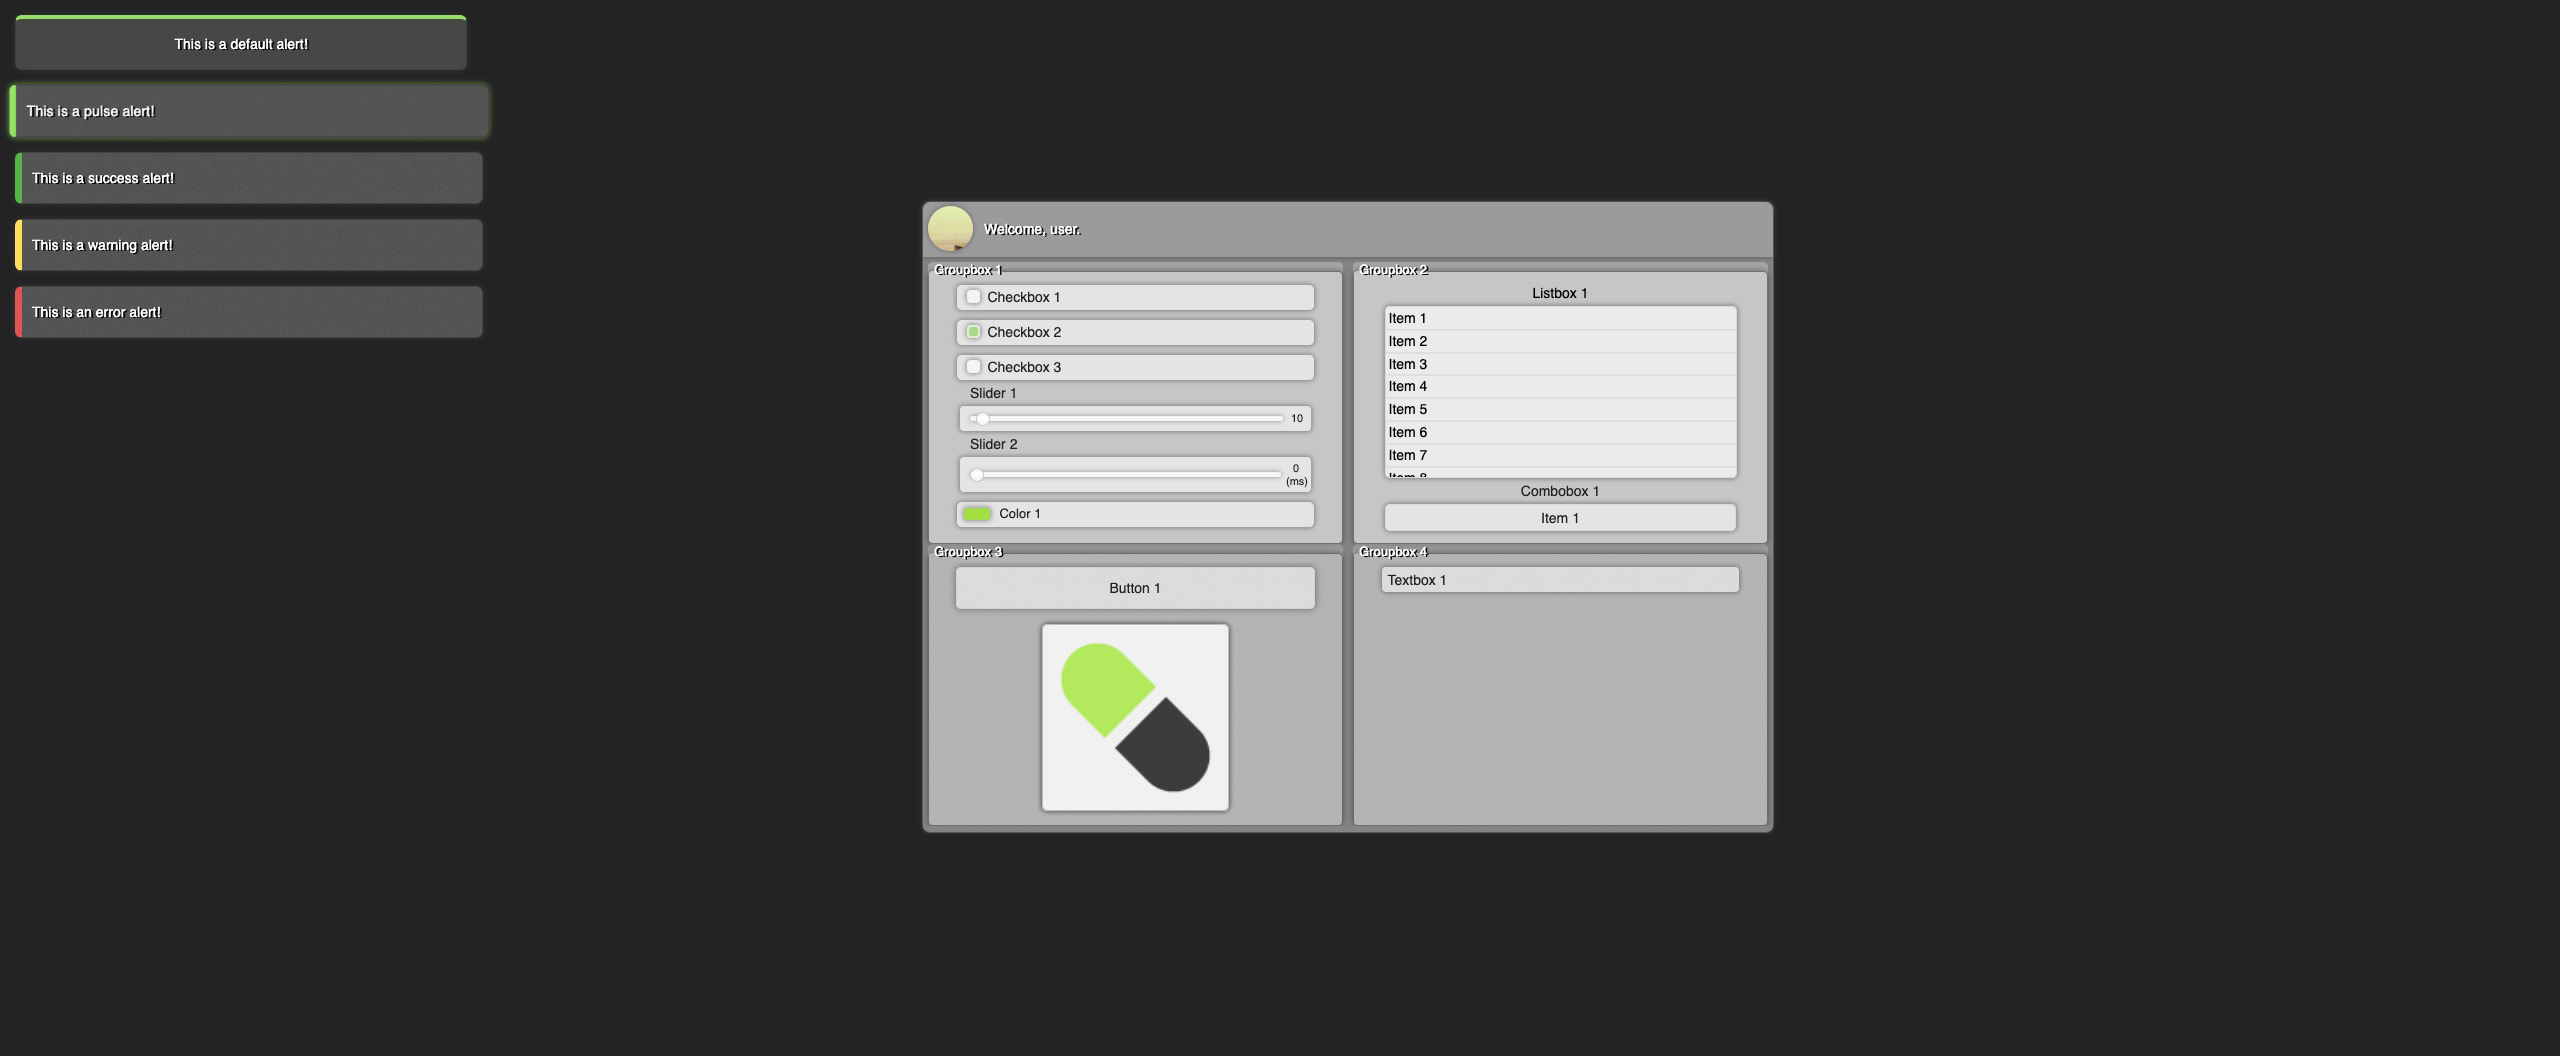 This is a default alert!
This is a pulse alert!
This is a success alert!
This is a warning alert!
This is an error alert!
Welcome, user.
Groupbox 1
Checkbox 1
Checkbox 2
Checkbox 3
Slider 1
10
Slider 2
0
(ms)
Color 1
Groupbox 2
Listbox 1
Item 1
Item 2
Item 3
Item 4
Item 5
Item 6
Item 7
Item 8
Combobox 1
Item 1
Groupbox 3
Button 1
Groupbox 4
Textbox 1